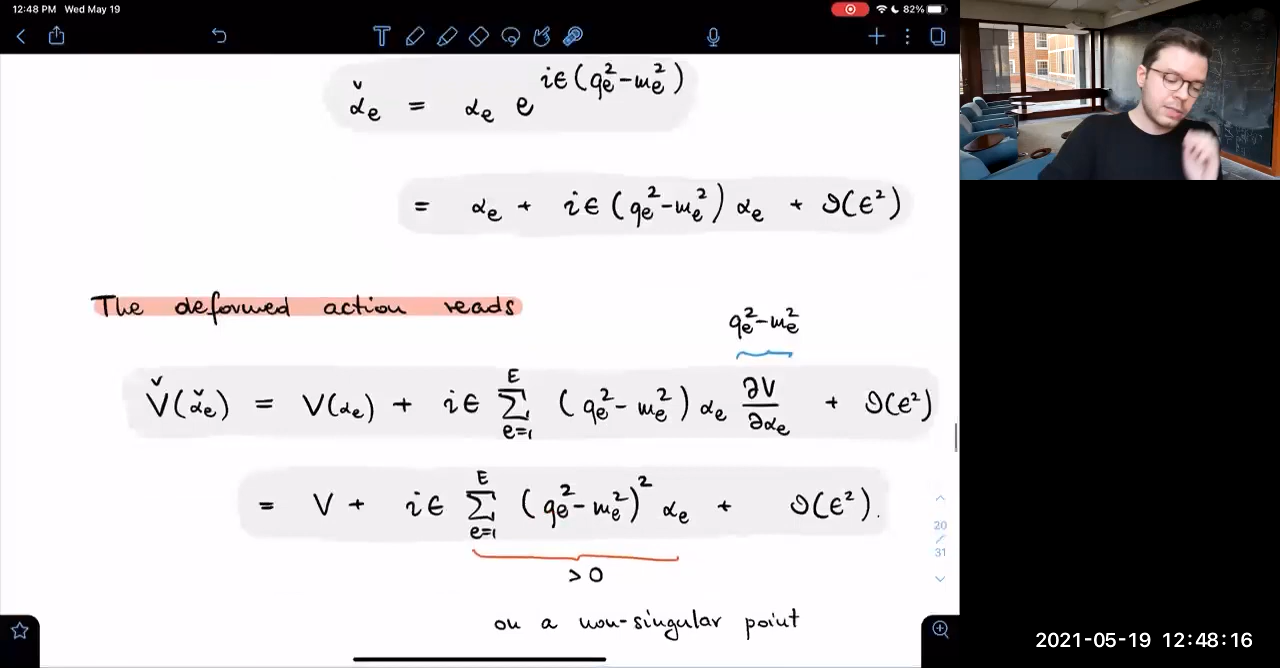 12:48 PM Wed May 19
82%
α̌ₑ = αₑ e^{iϵ(qₑ²−mₑ²)}
= αₑ + iϵ(qₑ²−mₑ²) αₑ + O(ϵ²)
The deformed action reads
qₑ²−mₑ²
V̌(α̌ₑ) = V(αₑ) + iϵ ∑_{e=1}^{E} (qₑ²−mₑ²) αₑ ∂V/∂αₑ + O(ϵ²)
= V + iϵ ∑_{e=1}^{E} (qₑ²−mₑ²)² αₑ + O(ϵ²).
> 0
on a non-singular point
20
/
31
2021-05-19 12:48:16